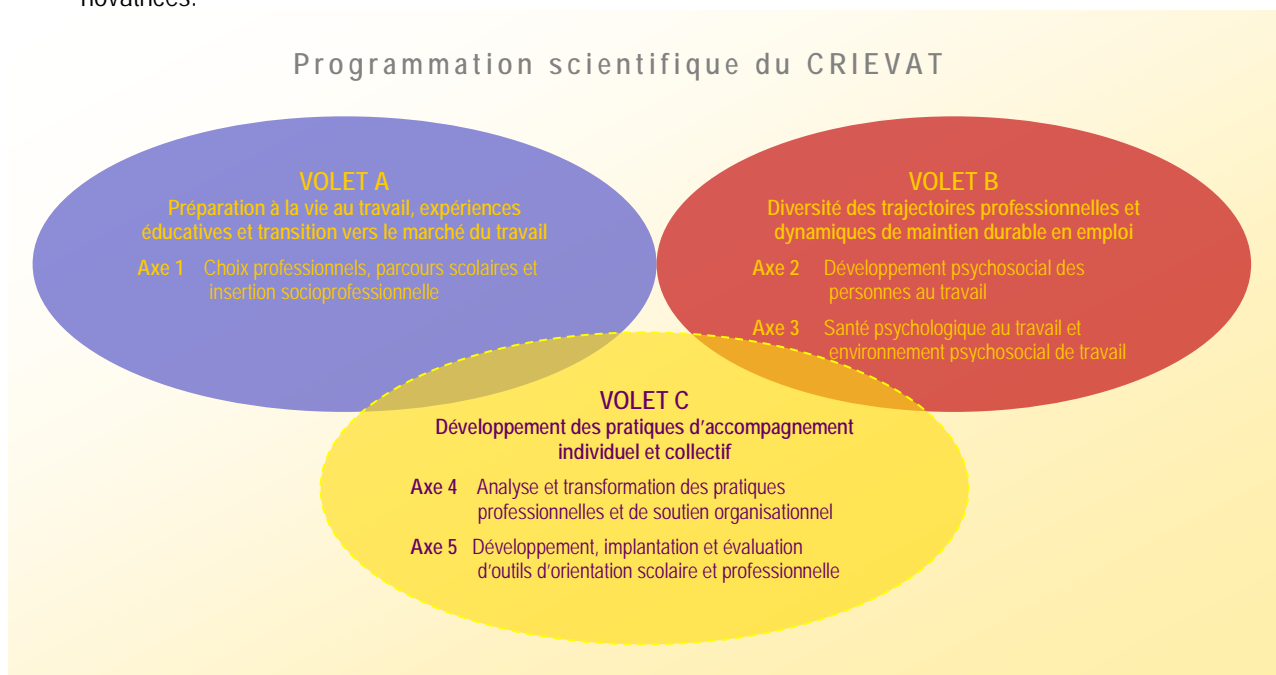 novatrices.
Programmation scientifique du CRIEVAT
VOLET A
Préparation à la vie au travail, expériences
éducatives et transition vers le marché du travail
Axe 1 Choix professionnels, parcours scolaires et
insertion socioprofessionnelle
VOLET B
Diversité des trajectoires professionnelles et
dynamiques de maintien durable en emploi
Axe 2 Développement psychosocial des
personnes au travail
Axe 3 Santé psychologique au travail et
environnement psychosocial de travail
VOLET C
Développement des pratiques d'accompagnement
individuel et collectif
Axe 4 Analyse et transformation des pratiques
professionnelles et de soutien organisationnel
Axe 5 Développement, implantation et évaluation
d'outils d'orientation scolaire et professionnelle